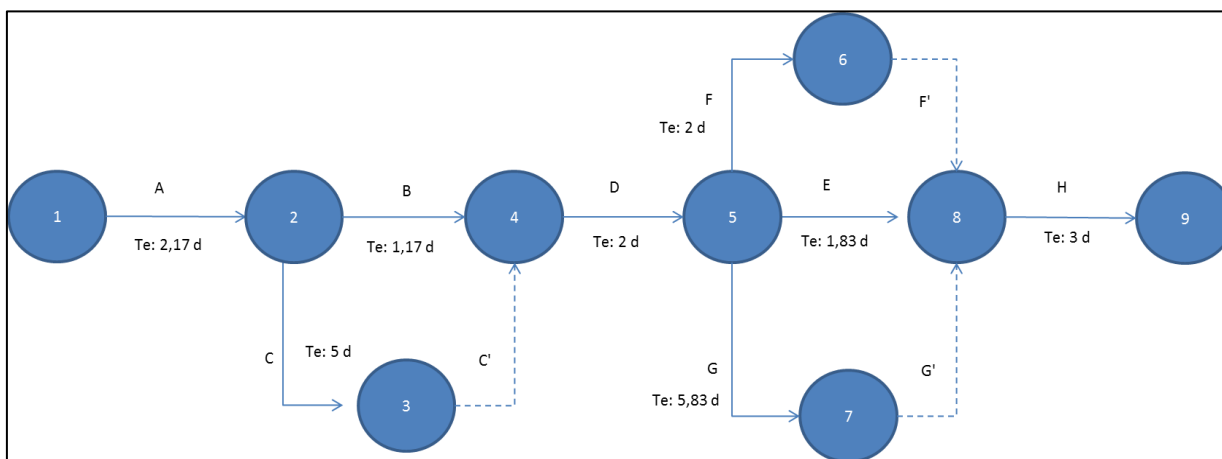 6
F
F'
Te: 2 d
A
B
D
E
H
1
2
4
5
8
9
Te: 2,17 d
Te: 1,17 d
Te: 2 d
Te: 1,83 d
Te: 3 d
C
Te: 5 d
C'
G
G'
Te: 5,83 d
3
7